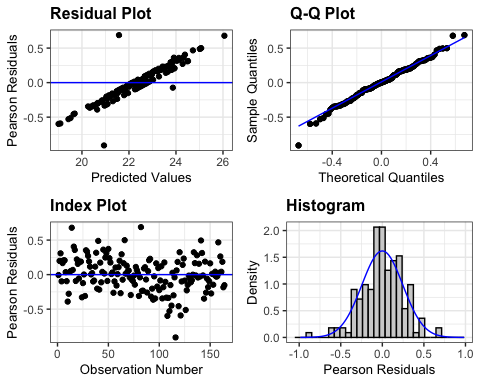 Residual Plot
Pearson Residuals
0.5
0.0
-0.5
20 22 24 26
Predicted Values
Q-Q Plot
Sample Quantiles
0.5
0.0
-0.5
-0.4 0.0 0.4
Theoretical Quantiles
Index Plot
Pearson Residuals
0.5
0.0
-0.5
0 50 100 150
Observation Number
Histogram
Density
2.0
1.5
1.0
0.5
0.0
-1.0 -0.5 0.0 0.5 1.0
Pearson Residuals